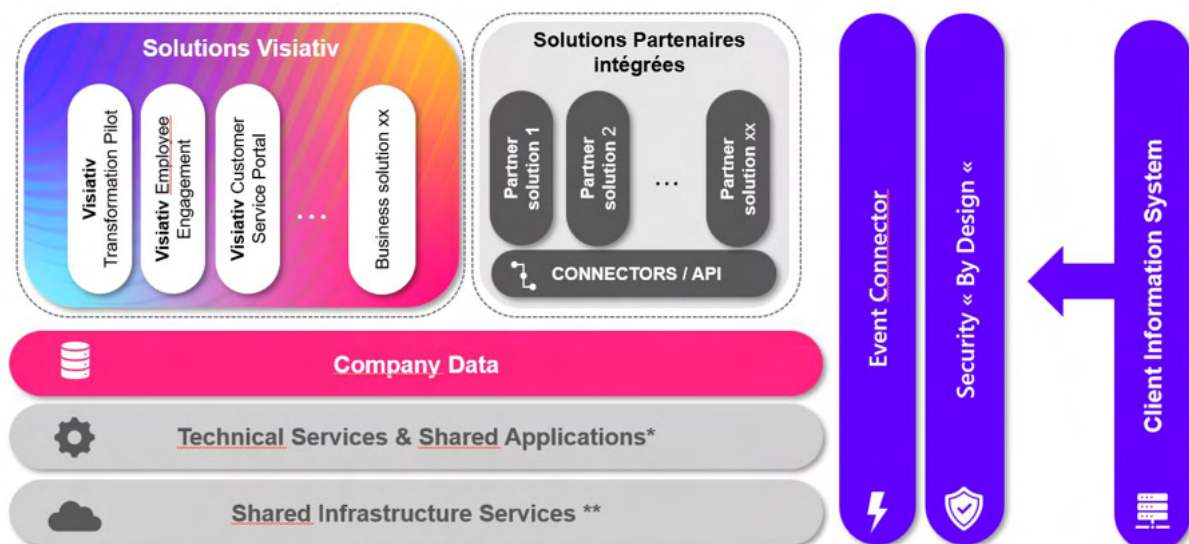 Solutions Visiativ
Visiativ
Transformation Pilot
Visiativ Employee
Engagement
Visiativ Customer
Service Portal
...
Business solution xx
Solutions Partenaires
intégrées
Partner
solution 1
Partner
solution 2
...
Partner
solution xx
CONNECTORS / API
Company Data
Technical Services & Shared Applications*
Shared Infrastructure Services **
Event Connector
Security « By Design «
Client Information System